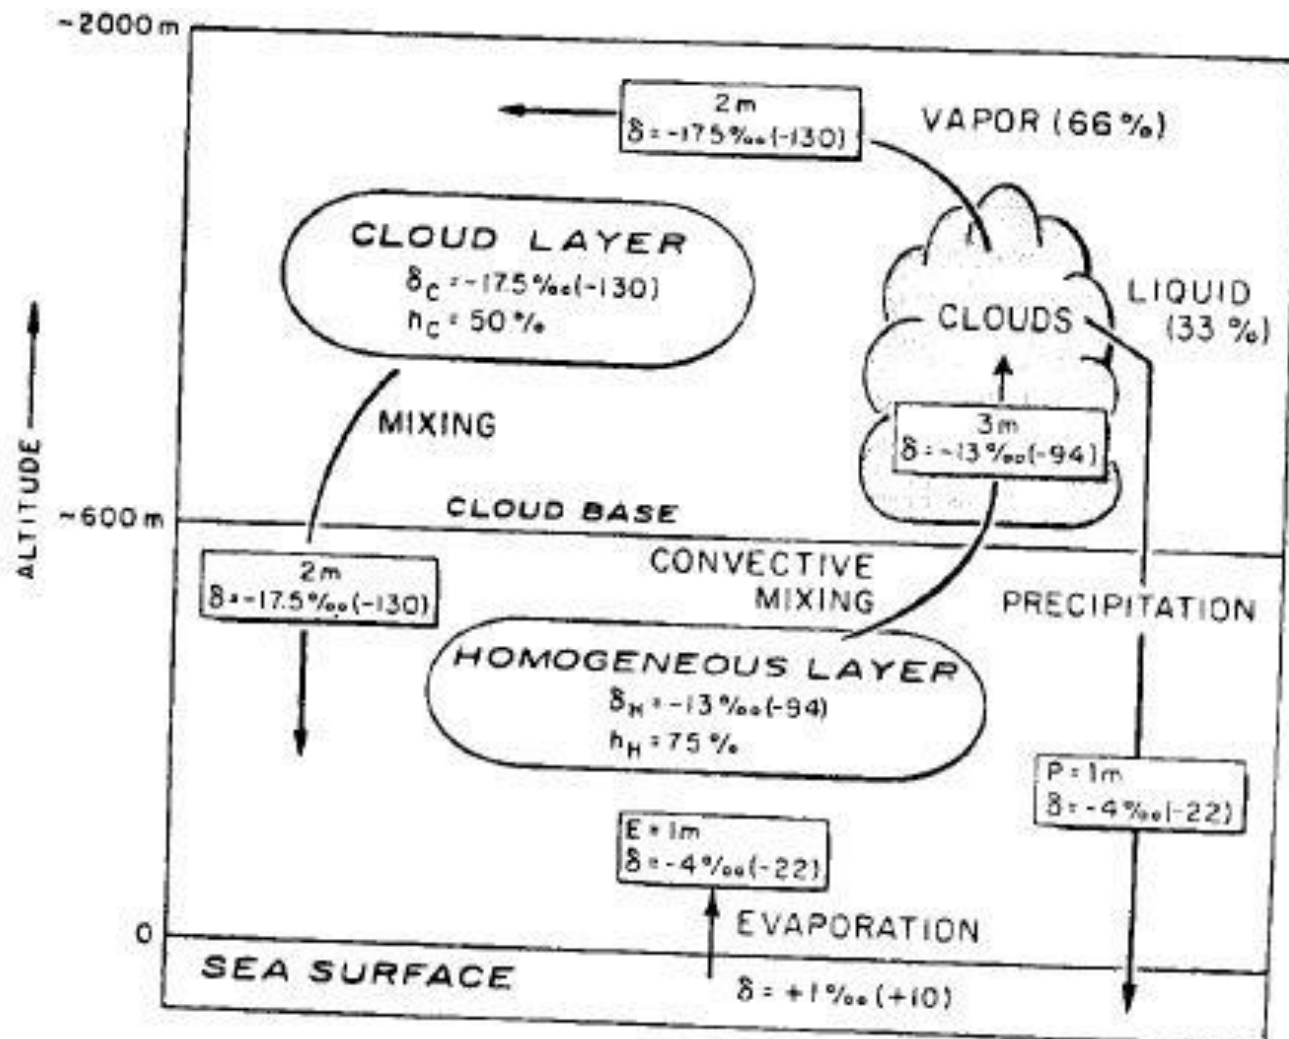 ~2000m
2m
δ=-17.5‰(-130)
VAPOR (66%)
CLOUD LAYER
δC=-17.5‰(-130)
hC=50%
LIQUID
(33%)
CLOUDS
MIXING
3m
δ=-13‰(-94)
ALTITUDE
CLOUD BASE
~600m
2m
δ=-17.5‰(-130)
CONVECTIVE
MIXING
PRECIPITATION
HOMOGENEOUS LAYER
δH=-13‰(-94)
hH=75%
P=1m
δ=-4‰(-22)
E=1m
δ=-4‰(-22)
0
EVAPORATION
SEA SURFACE
δ=+1‰(+10)